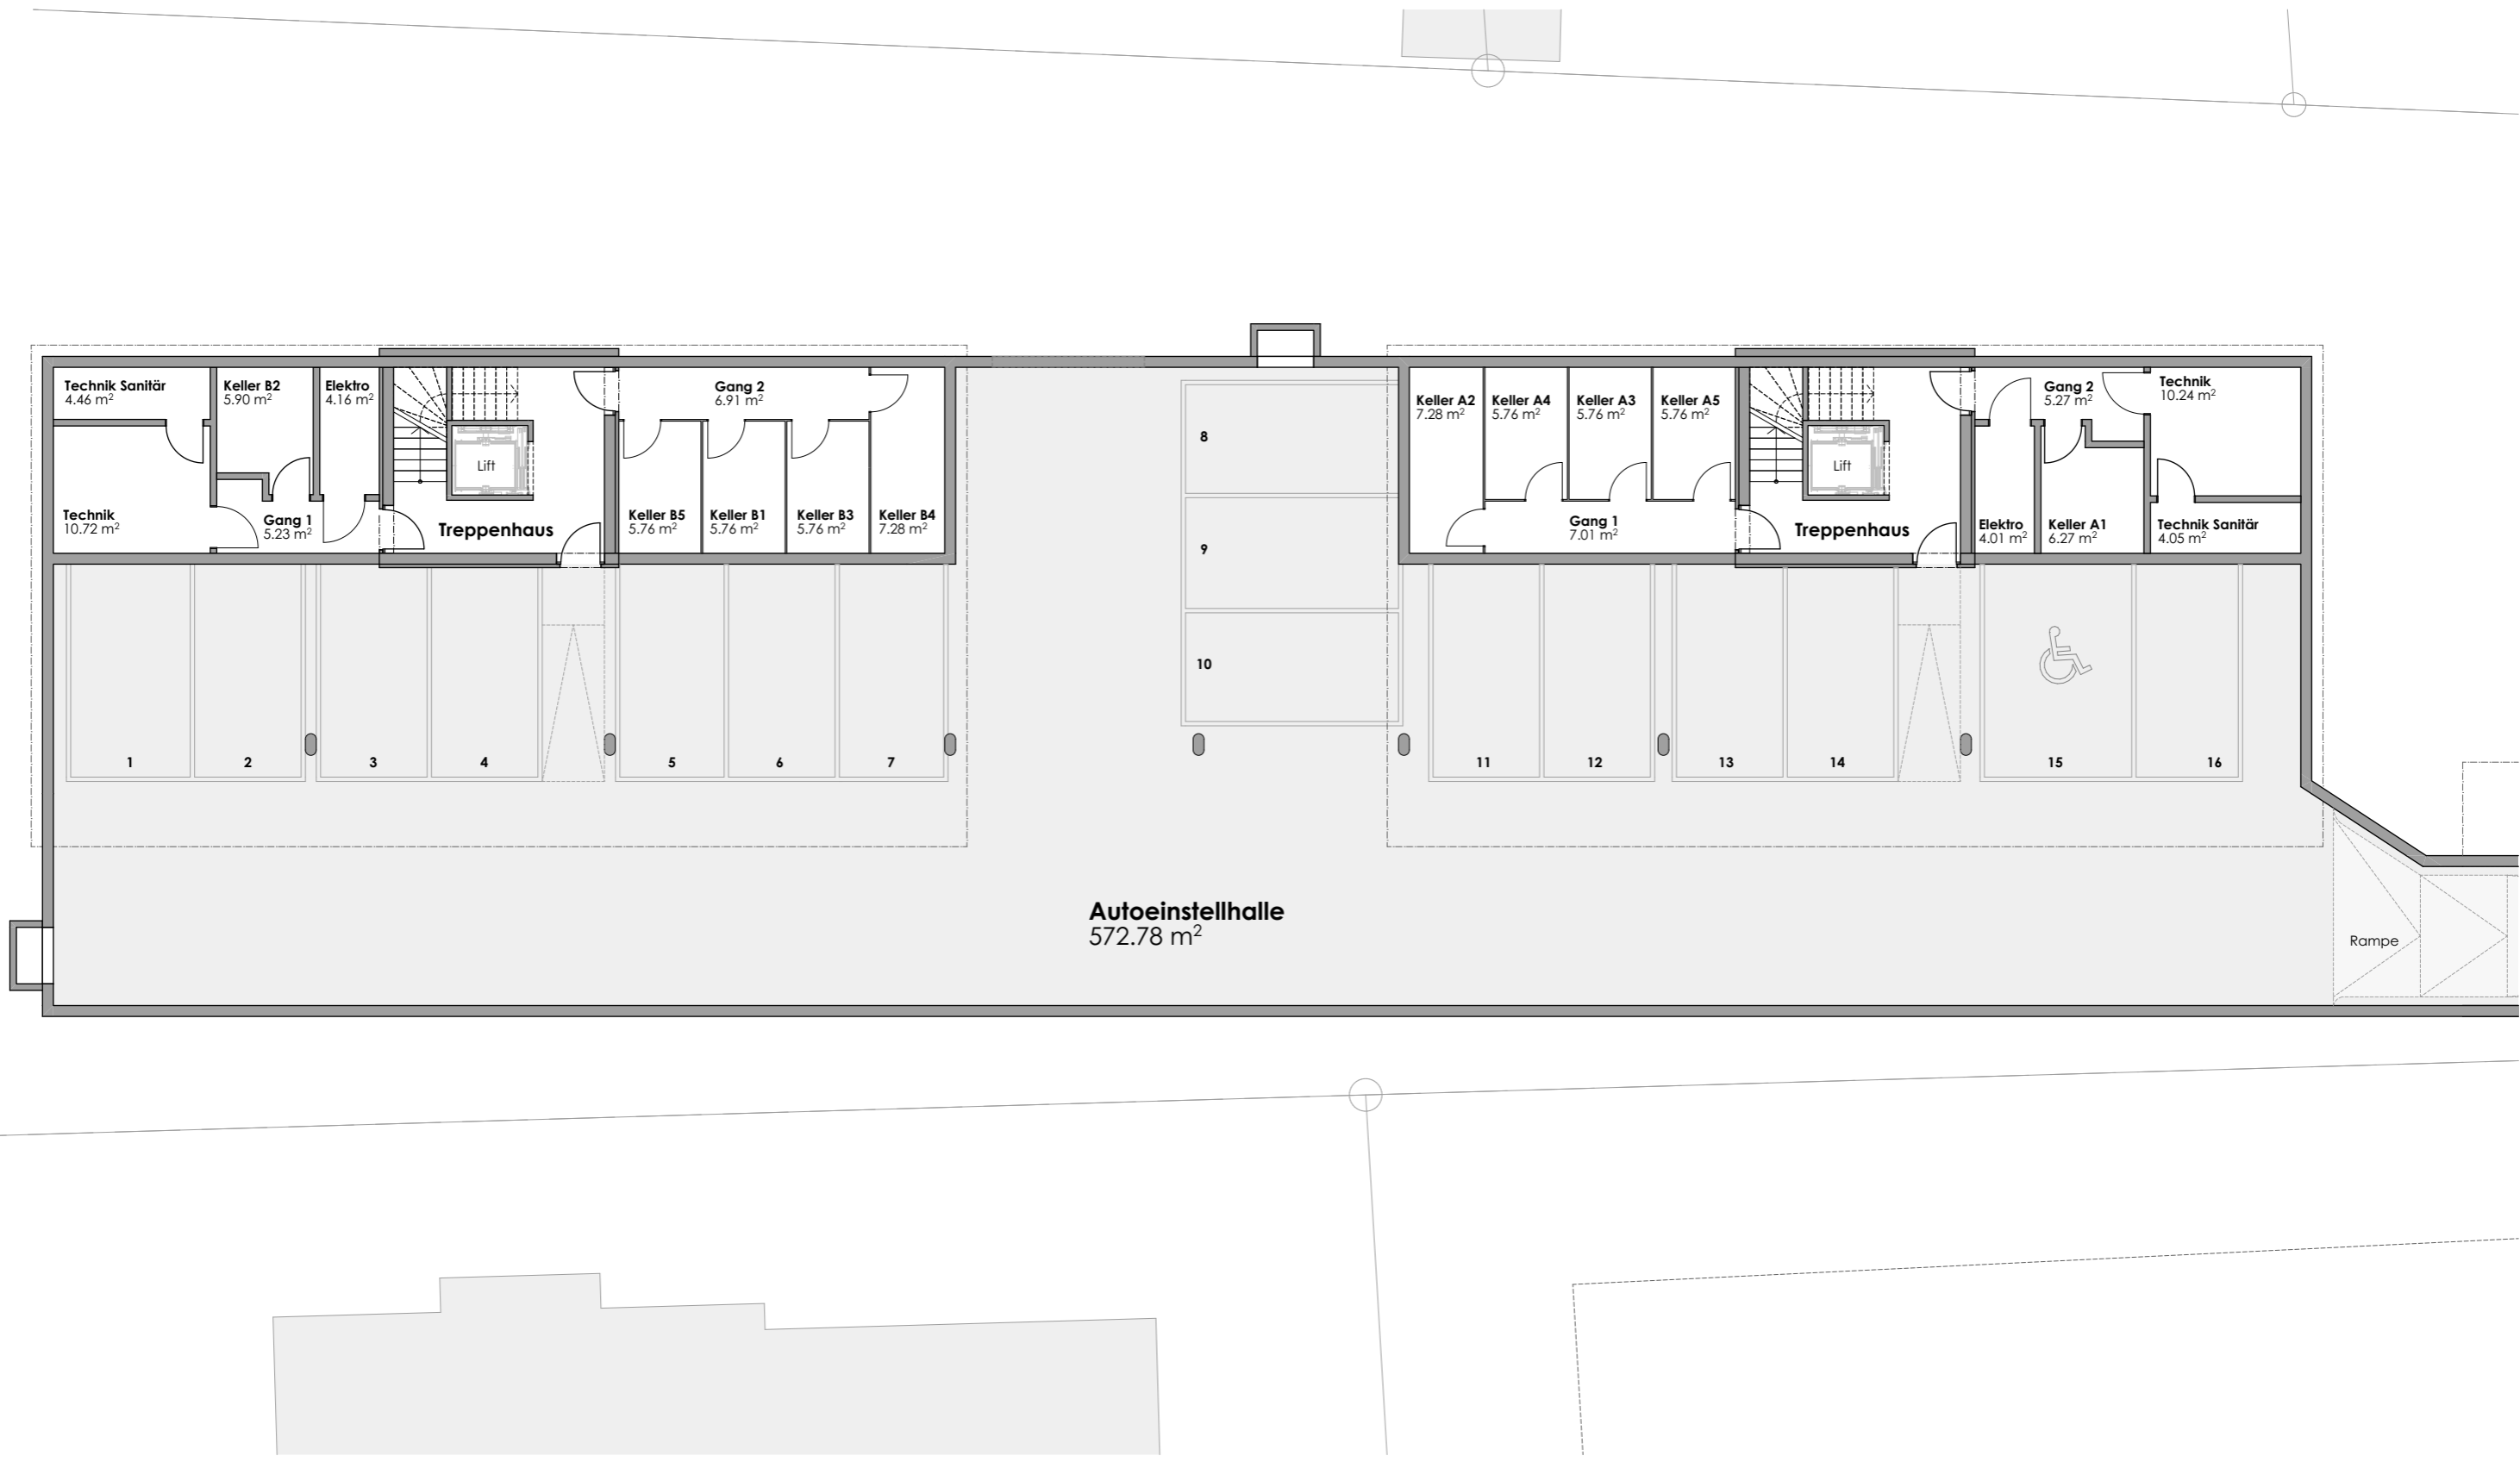 Technik Sanitär
4.46 m²
Keller B2
5.90 m²
Elektro
4.16 m²
Gang 2
6.91 m²
Lift
Technik
10.72 m²
Gang 1
5.23 m²
Treppenhaus
Keller B5
5.76 m²
Keller B1
5.76 m²
Keller B3
5.76 m²
Keller B4
7.28 m²
8
9
10
Keller A2
7.28 m²
Keller A4
5.76 m²
Keller A3
5.76 m²
Keller A5
5.76 m²
Gang 1
7.01 m²
Lift
Treppenhaus
Gang 2
5.27 m²
Technik
10.24 m²
Elektro
4.01 m²
Keller A1
6.27 m²
Technik Sanitär
4.05 m²
1
2
3
4
5
6
7
11
12
13
14
15
16
Autoeinstellhalle
572.78 m²
Rampe